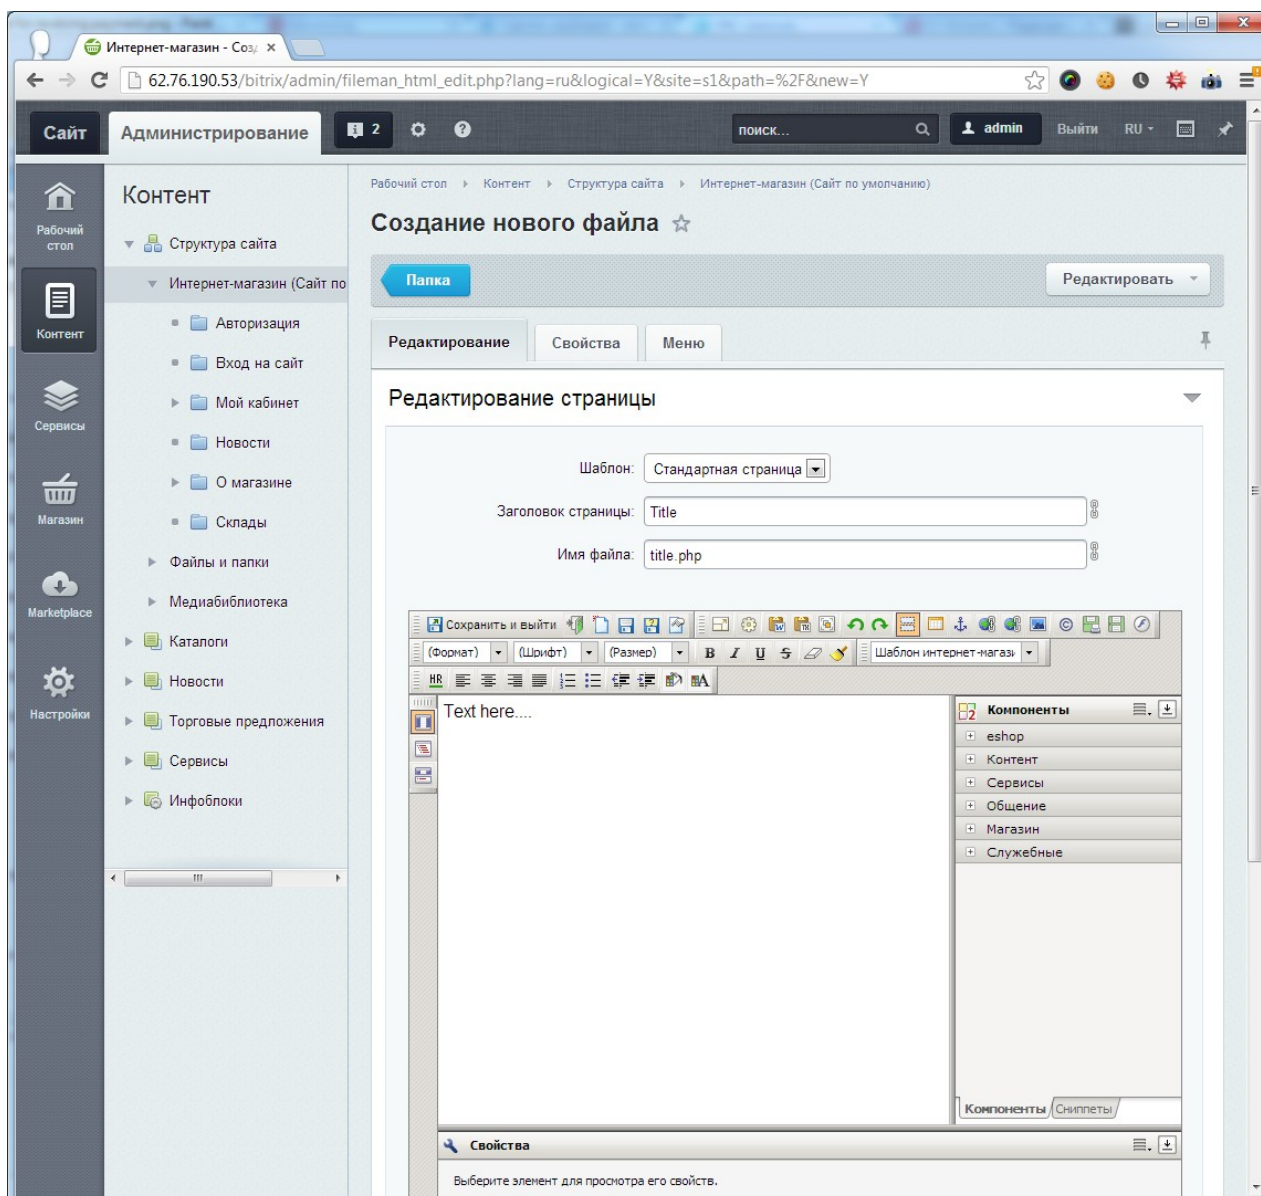 Интернет-магазин - Соз
62.76.190.53/bitrix/admin/fileman_html_edit.php?lang=ru&logical=Y&site=s1&path=%2F&new=Y
Сайт
Администрирование
2
поиск...
admin
Выйти
RU
Рабочий стол
Контент
Сервисы
Магазин
Marketplace
Настройки
Контент
Структура сайта
Интернет-магазин (Сайт по
Авторизация
Вход на сайт
Мой кабинет
Новости
О магазине
Склады
Файлы и папки
Медиабиблиотека
Каталоги
Новости
Торговые предложения
Сервисы
Инфоблоки
Рабочий стол Контент Структура сайта Интернет-магазин (Сайт по умолчанию)
Создание нового файла
Папка
Редактировать
Редактирование Свойства Меню
Редактирование страницы
Шаблон: Стандартная страница
Заголовок страницы: Title
Имя файла: title.php
Сохранить и выйти
(Формат) (Шрифт) (Размер) B I U S Шаблон интернет-магази
HR
Text here....
Компоненты
eshop
Контент
Сервисы
Общение
Магазин
Служебные
Компоненты Сниппеты
Свойства
Выберите элемент для просмотра его свойств.